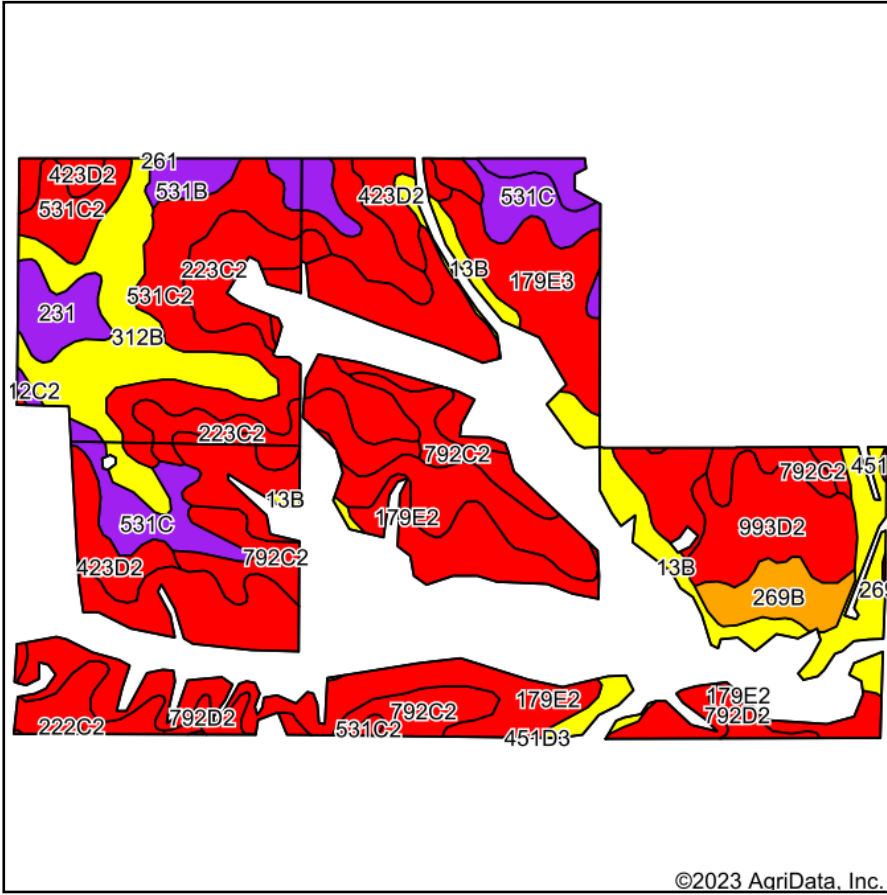 261
423D2
531B
423D2
531C
531C2
223C2
13B
179E3
531C2
231
312B
12C2
223C2
792C2
792C2
451
13B
179E2
531C
993D2
792C2
423D2
13B
269B
269
179E2
179E2
792C2
792D2
792D2
222C2
531C2
451D3
©2023 AgriData, Inc.